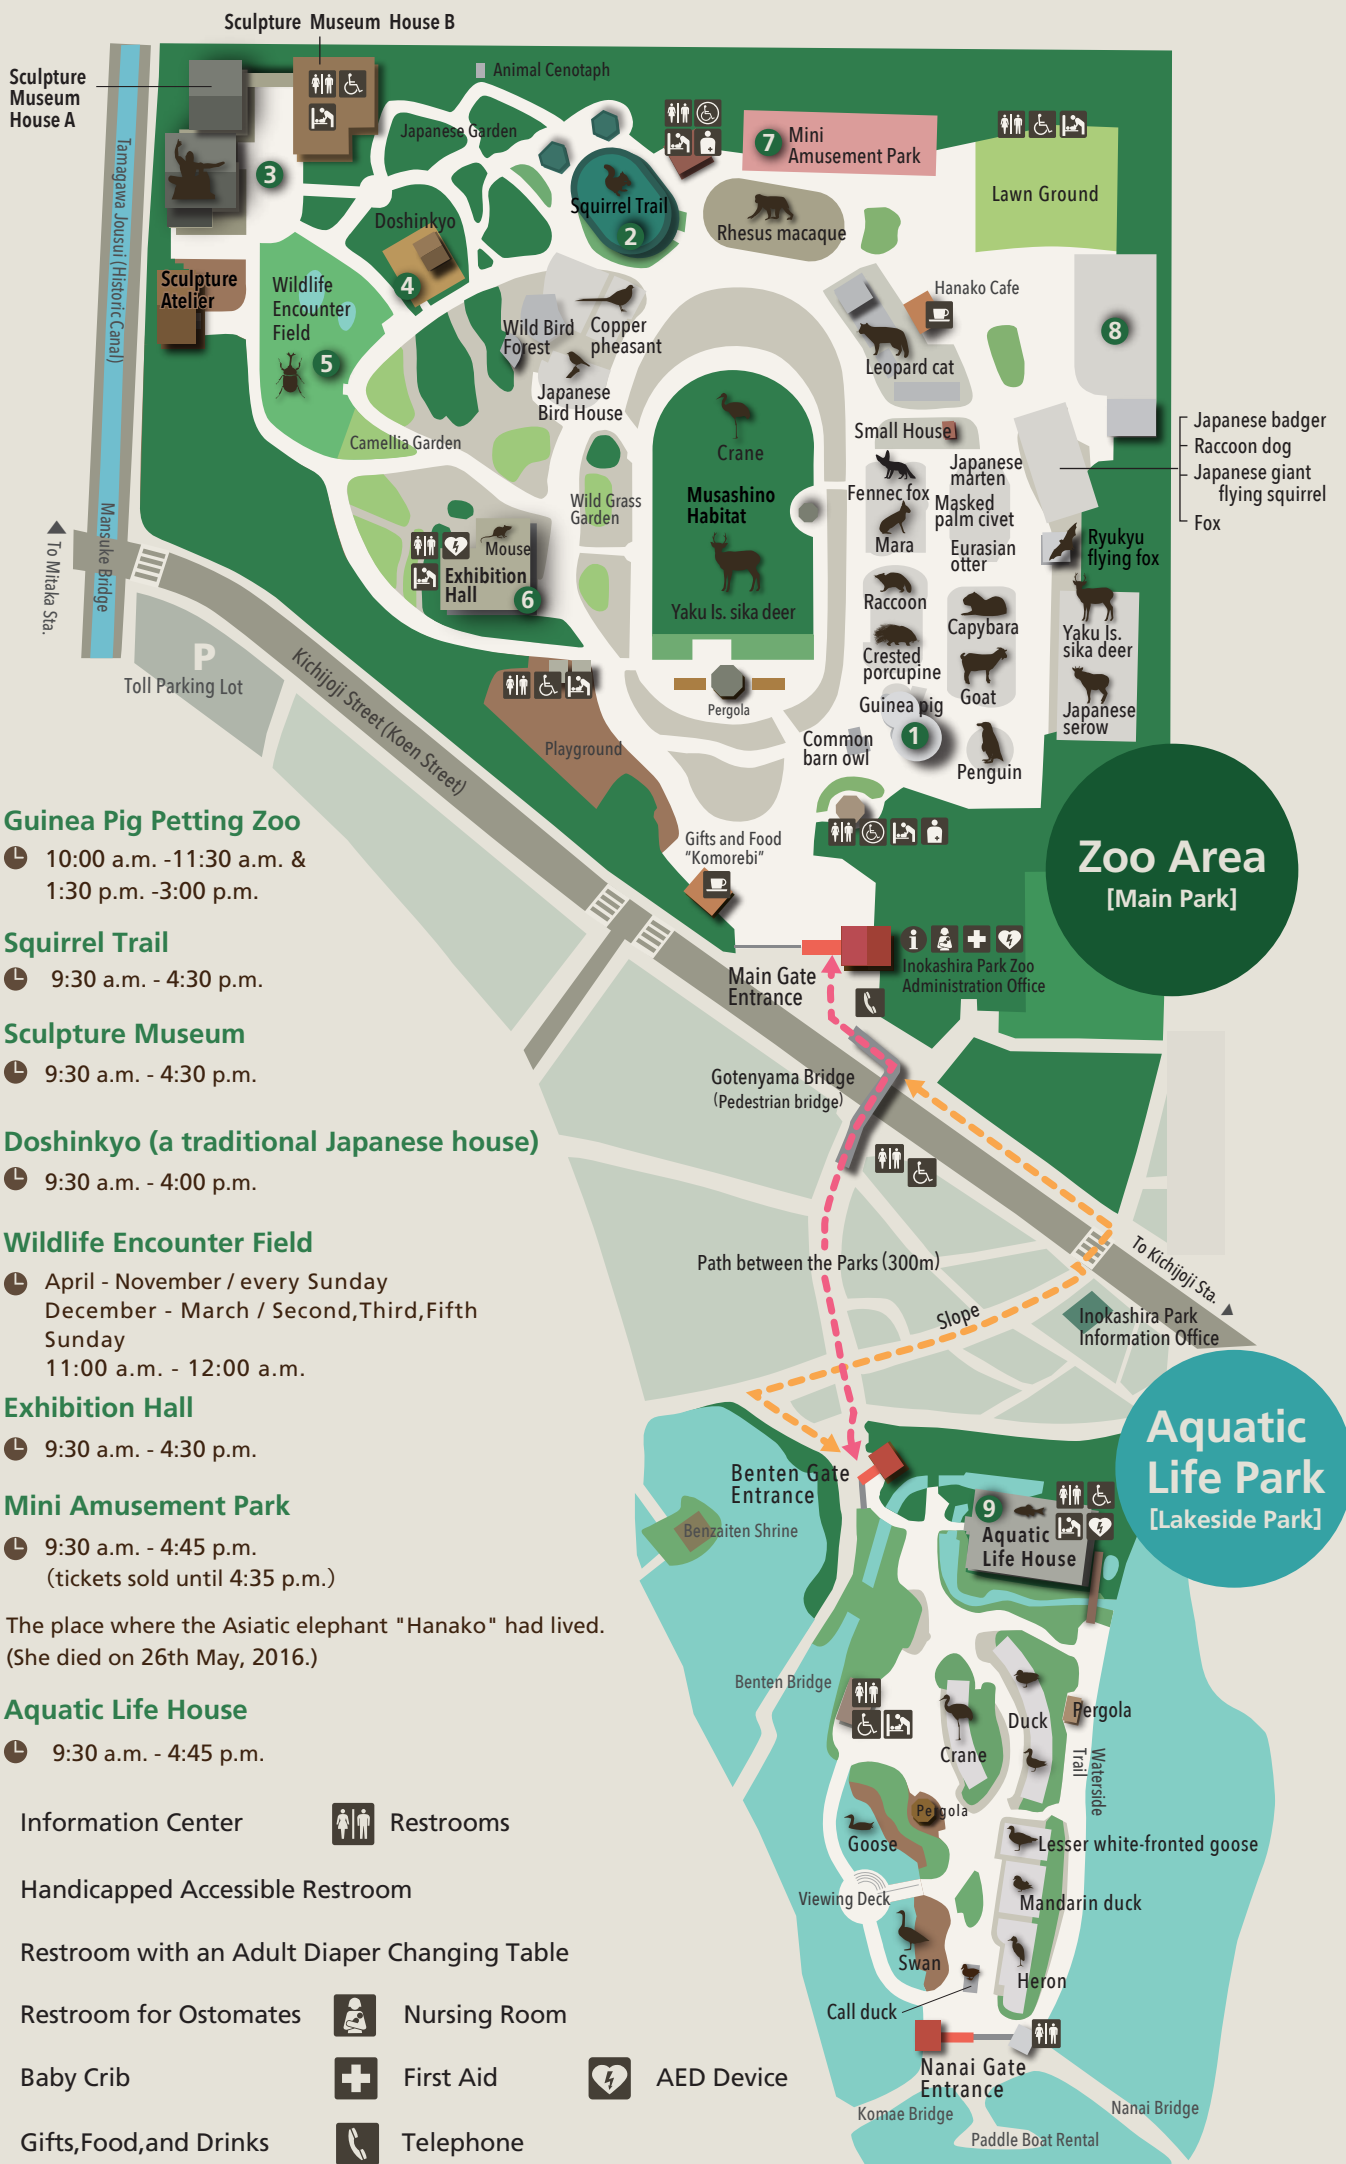 Sculpture Museum House B
Sculpture
Museum
House A
Animal Cenotaph
Japanese Garden
3
Tamagawa Jousui (Historic Canal)
Squirrel Trail
2
7
Mini
Amusement Park
Rhesus macaque
Lawn Ground
Doshinkyo
4
Sculpture
Atelier
Wildlife
Encounter
Field
5
Wild Bird
Forest
Copper
pheasant
Japanese
Bird House
Hanako Cafe
Leopard cat
8
Camellia Garden
Crane
Musashino
Habitat
Yaku Is. sika deer
Wild Grass
Garden
Small House
Fennec fox
Mara
Japanese
marten
Masked
palm civet
Eurasian
otter
Japanese badger
Raccoon dog
Japanese giant
flying squirrel
Fox
Ryukyu
flying fox
Mouse
Exhibition
Hall
6
Raccoon
Capybara
Crested
porcupine
Goat
Yaku Is.
sika deer
Japanese
serow
Guinea pig
1
Common
barn owl
Penguin
Mansuke Bridge
To Mitaka Sta.
P
Toll Parking Lot
Kichijoji Street (Koen Street)
Playground
Pergola
Gifts and Food
"Komorebi"
Zoo Area
[Main Park]
Main Gate
Entrance
Inokashira Park Zoo
Administration Office
Gotenyama Bridge
(Pedestrian bridge)
Path between the Parks (300m)
Slope
To Kichijoji Sta.
Inokashira Park
Information Office
Aquatic
Life Park
[Lakeside Park]
Benten Gate
Entrance
Benzaiten Shrine
9
Aquatic
Life House
Benten Bridge
Crane
Duck
Pergola
Waterside
Trail
Pergola
Goose
Lesser white-fronted goose
Viewing Deck
Mandarin duck
Swan
Heron
Call duck
Nanai Gate
Entrance
Komae Bridge
Nanai Bridge
Paddle Boat Rental
Guinea Pig Petting Zoo
10:00 a.m. -11:30 a.m. &
1:30 p.m. -3:00 p.m.
Squirrel Trail
9:30 a.m. - 4:30 p.m.
Sculpture Museum
9:30 a.m. - 4:30 p.m.
Doshinkyo (a traditional Japanese house)
9:30 a.m. - 4:00 p.m.
Wildlife Encounter Field
April - November / every Sunday
December - March / Second,Third,Fifth
Sunday
11:00 a.m. - 12:00 a.m.
Exhibition Hall
9:30 a.m. - 4:30 p.m.
Mini Amusement Park
9:30 a.m. - 4:45 p.m.
(tickets sold until 4:35 p.m.)
The place where the Asiatic elephant "Hanako" had lived.
(She died on 26th May, 2016.)
Aquatic Life House
9:30 a.m. - 4:45 p.m.
Information Center
Restrooms
Handicapped Accessible Restroom
Restroom with an Adult Diaper Changing Table
Restroom for Ostomates
Nursing Room
Baby Crib
First Aid
AED Device
Gifts,Food,and Drinks
Telephone